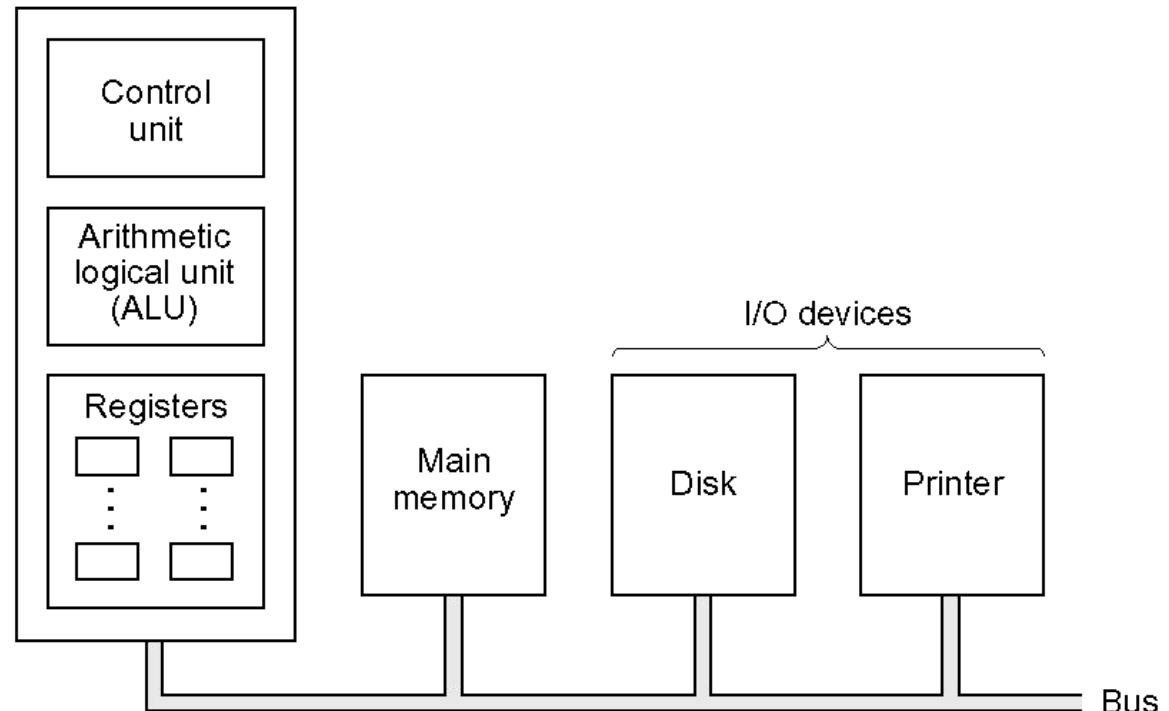 Control
unit
Arithmetic
logical unit
(ALU)
Registers
I/O devices
Main
memory
Disk
Printer
Bus